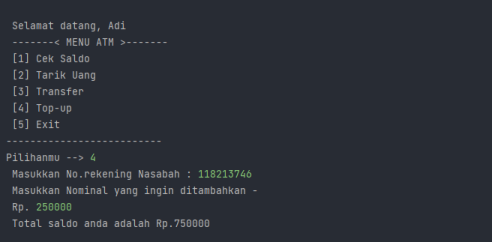 Selamat datang, Adi
-------< MENU ATM >-------
[1] Cek Saldo
[2] Tarik Uang
[3] Transfer
[4] Top-up
[5] Exit
--------------------------
Pilihanmu --> 4
Masukkan No.rekening Nasabah : 118213746
Masukkan Nominal yang ingin ditambahkan -
Rp. 250000
Total saldo anda adalah Rp.750000